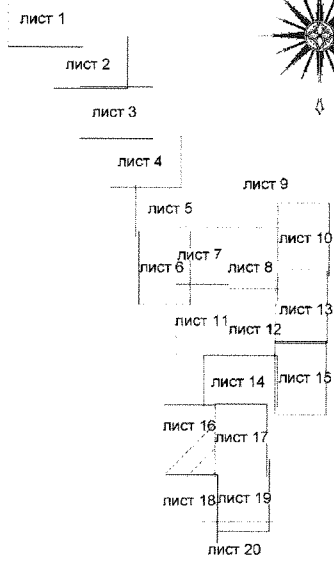 лист 1
лист 2
лист 3
лист 4
лист 9
лист 5
лист 10
лист 7
лист 6
лист 8
лист 13
лист 11
лист 12
лист 14
лист 15
лист 16
лист 17
лист 18
лист 19
лист 20